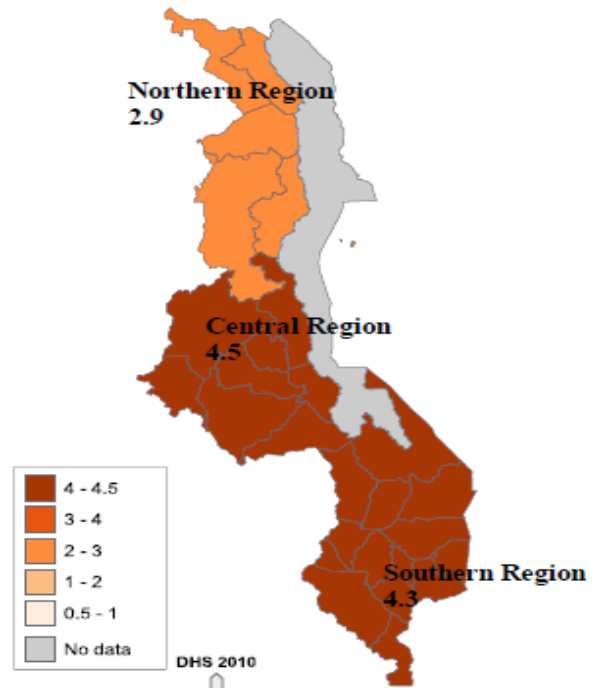 Northern Region
2.9
Central Region
4.5
4 - 4.5
3 - 4
2 - 3
1 - 2
0.5 - 1
No data
Southern Region
4.3
DHS 2010